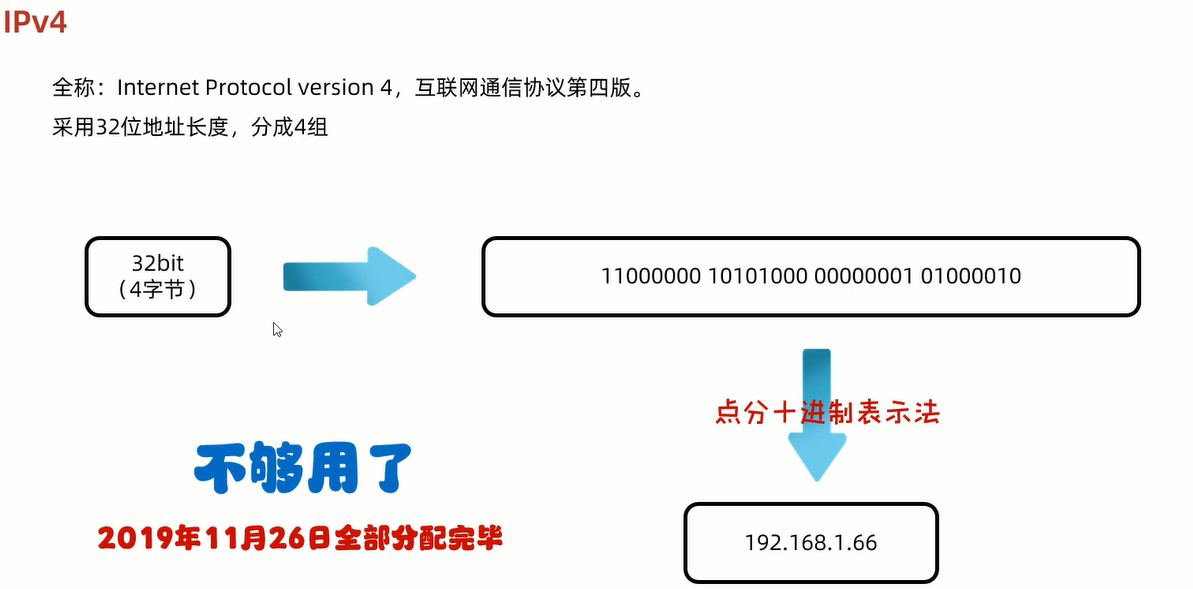 IPv4
全称：Internet Protocol version 4，互联网通信协议第四版。
采用32位地址长度，分成4组
32bit
（4字节）
11000000 10101000 00000001 01000010
点分十进制表示法
不够用了
2019年11月26日全部分配完毕
192.168.1.66